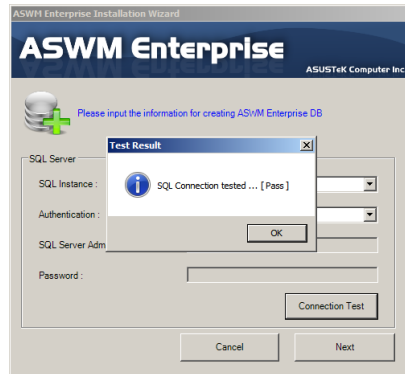 ASWM Enterprise Installation Wizard
ASWM Enterprise
ASUSTeK Computer Inc
Please input the information for creating ASWM Enterprise DB
Test Result
SQL Server
SQL Instance :
SQL Connection tested ... [ Pass ]
Authentication :
OK
SQL Server Adm
Password :
Connection Test
Cancel
Next